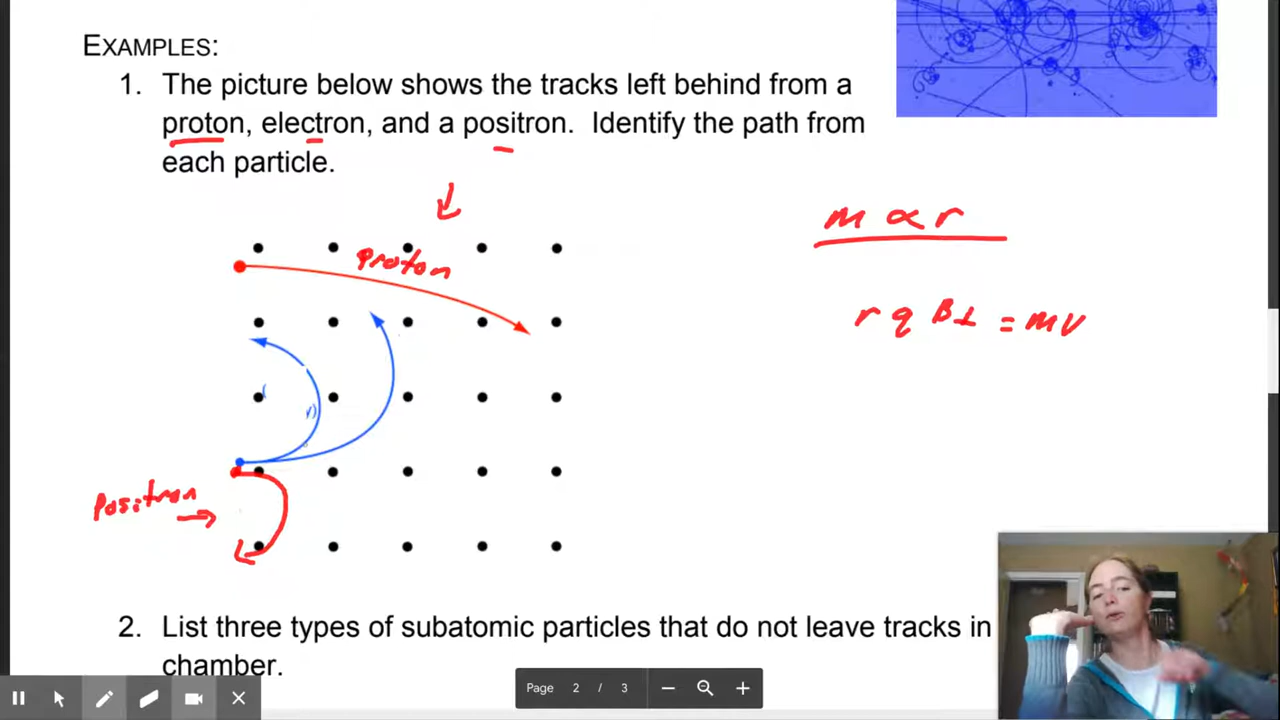 EXAMPLES:
1. The picture below shows the tracks left behind from a
proton, electron, and a positron. Identify the path from
each particle.
m ∝ r
proton
r q B⊥ = mv
Positron
2. List three types of subatomic particles that do not leave tracks in
chamber.
Page 2 / 3